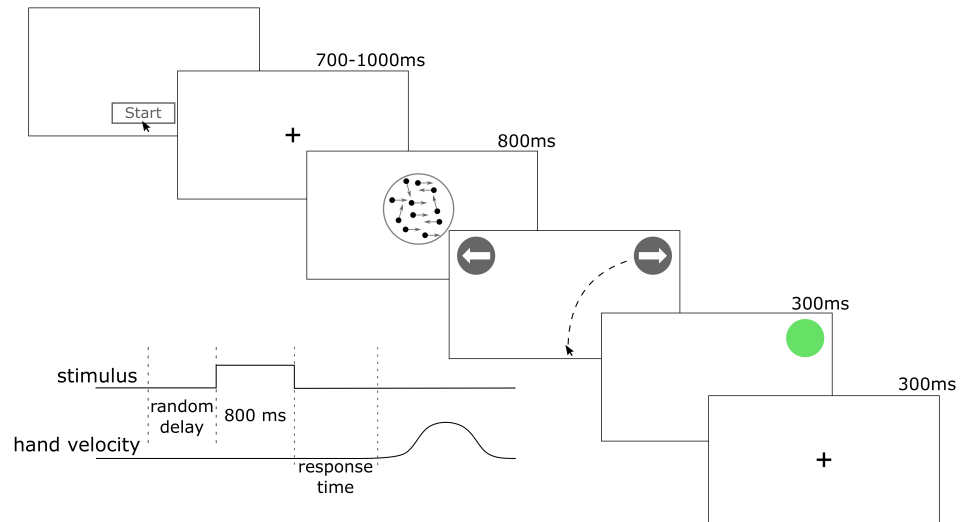 700-1000ms
Start
800ms
300ms
300ms
stimulus
random
delay
800 ms
hand velocity
response
time